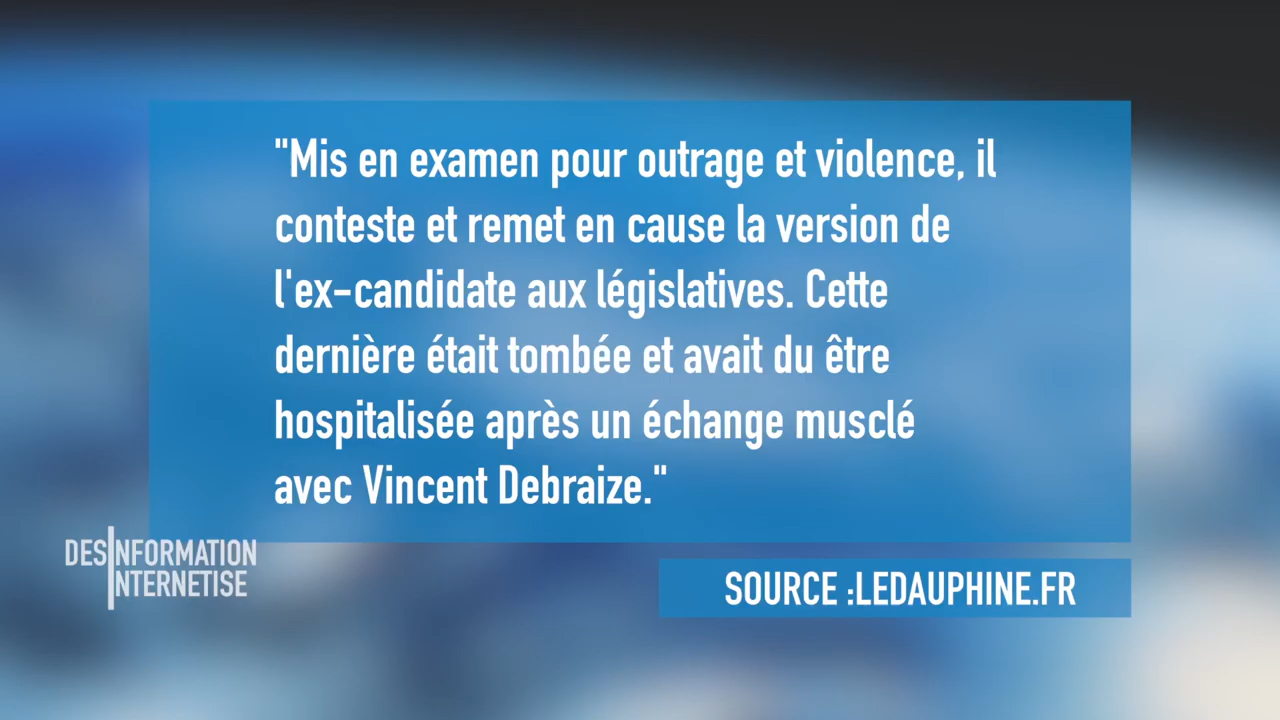 "Mis en examen pour outrage et violence, il
conteste et remet en cause la version de
l'ex-candidate aux législatives. Cette
dernière était tombée et avait du être
hospitalisée après un échange musclé
avec Vincent Debraize."
DESINFORMATION
INTERNETISE
SOURCE :LEDAUPHINE.FR